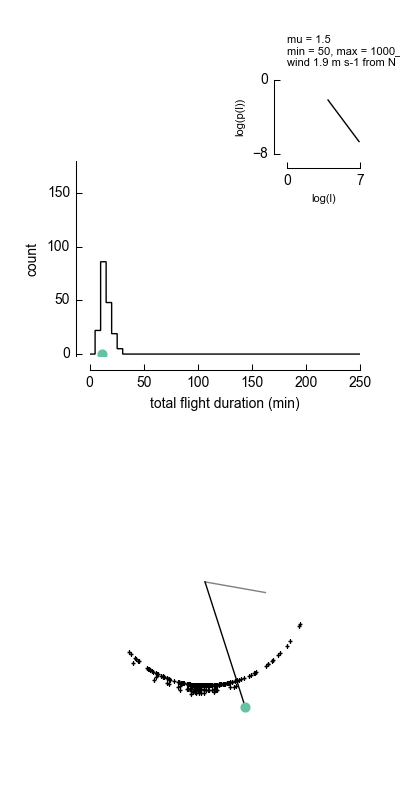 mu = 1.5
min = 50, max = 1000_
wind 1.9 m s-1 from N
0
log(p(l))
−8
0 7
log(l)
150
100
count
50
0
0 50 100 150 200 250
total flight duration (min)